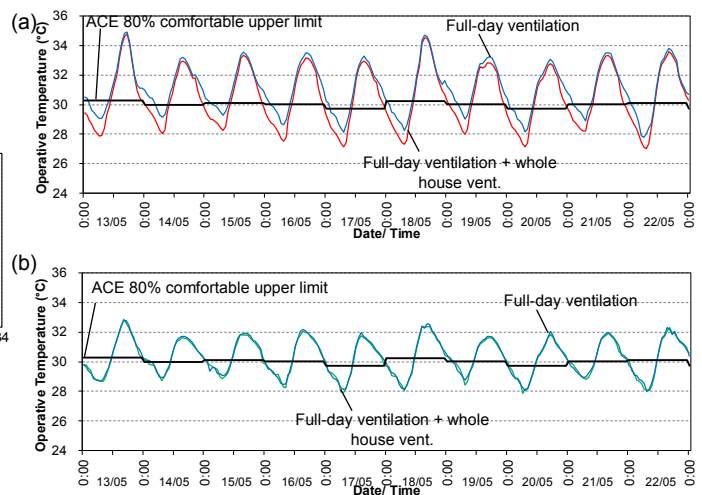 (a)
ACE 80% comfortable upper limit
Full-day ventilation
Operative Temperature (°C)
36
34
32
30
28
26
24
Full-day ventilation + whole
house vent.
0:00 13/05 0:00 14/05 0:00 15/05 0:00 16/05 0:00 17/05 0:00 18/05 0:00 19/05 0:00 20/05 0:00 21/05 0:00 22/05 0:00
Date/ Time
(b)
ACE 80% comfortable upper limit
Full-day ventilation
Operative Temperature (°C)
36
34
32
30
28
26
24
Full-day ventilation + whole
house vent.
0:00 13/05 0:00 14/05 0:00 15/05 0:00 16/05 0:00 17/05 0:00 18/05 0:00 19/05 0:00 20/05 0:00 21/05 0:00 22/05 0:00
Date/ Time